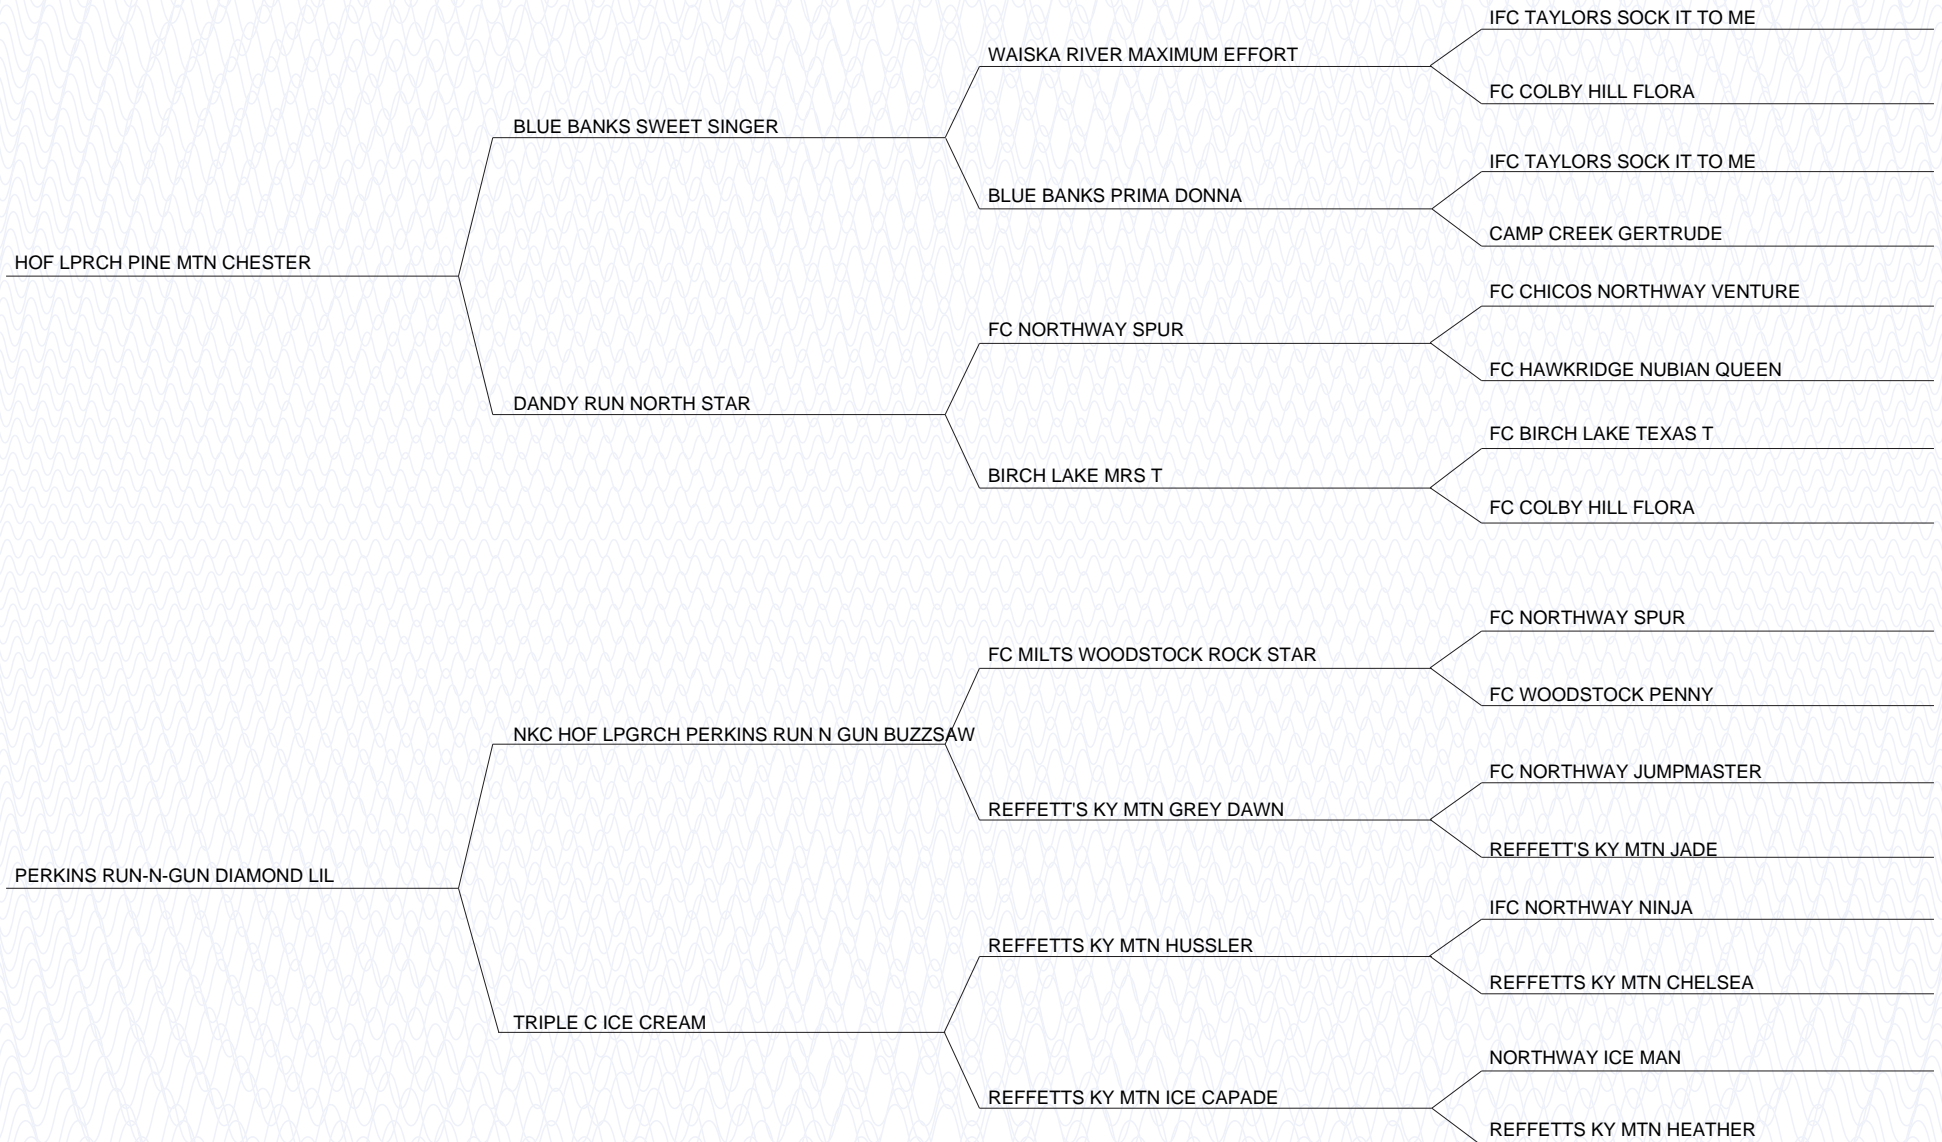 IFC TAYLORS SOCK IT TO ME
WAISKA RIVER MAXIMUM EFFORT
FC COLBY HILL FLORA
BLUE BANKS SWEET SINGER
IFC TAYLORS SOCK IT TO ME
BLUE BANKS PRIMA DONNA
CAMP CREEK GERTRUDE
HOF LPRCH PINE MTN CHESTER
FC CHICOS NORTHWAY VENTURE
FC NORTHWAY SPUR
FC HAWKRIDGE NUBIAN QUEEN
DANDY RUN NORTH STAR
FC BIRCH LAKE TEXAS T
BIRCH LAKE MRS T
FC COLBY HILL FLORA
FC NORTHWAY SPUR
FC MILTS WOODSTOCK ROCK STAR
FC WOODSTOCK PENNY
NKC HOF LPGRCH PERKINS RUN N GUN BUZZSAW
FC NORTHWAY JUMPMASTER
REFFETT'S KY MTN GREY DAWN
REFFETT'S KY MTN JADE
PERKINS RUN-N-GUN DIAMOND LIL
IFC NORTHWAY NINJA
REFFETTS KY MTN HUSSLER
REFFETTS KY MTN CHELSEA
TRIPLE C ICE CREAM
NORTHWAY ICE MAN
REFFETTS KY MTN ICE CAPADE
REFFETTS KY MTN HEATHER